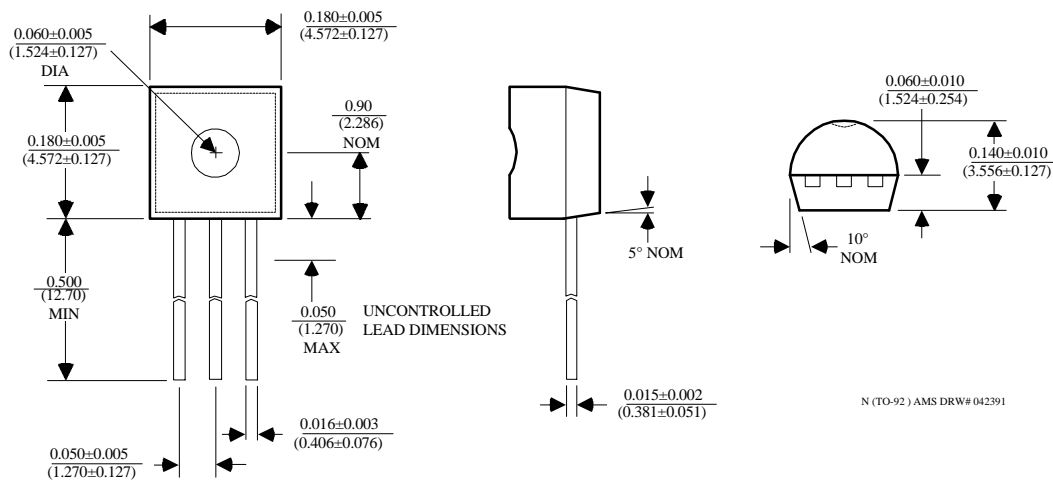 0.060±0.005
(1.524±0.127)
DIA
0.180±0.005
(4.572±0.127)
0.180±0.005
(4.572±0.127)
0.90
(2.286)
NOM
0.500
(12.70)
MIN
0.050
(1.270)
MAX
UNCONTROLLED
LEAD DIMENSIONS
0.016±0.003
(0.406±0.076)
0.050±0.005
(1.270±0.127)
5° NOM
0.015±0.002
(0.381±0.051)
0.060±0.010
(1.524±0.254)
0.140±0.010
(3.556±0.127)
10°
NOM
N (TO-92 ) AMS DRW# 042391